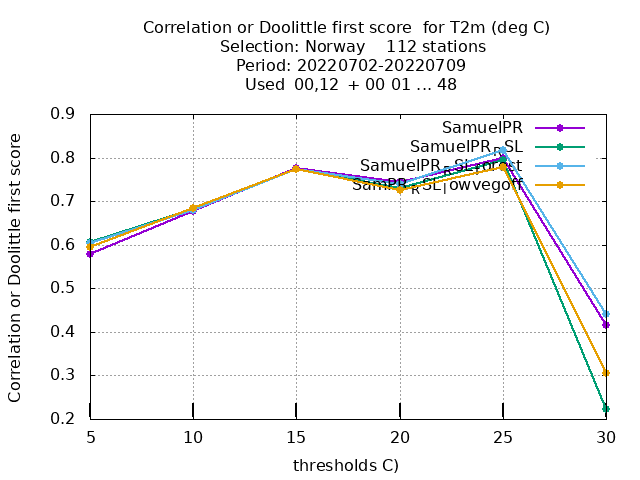 Correlation or Doolittle first score  for T2m (deg C)
Selection: Norway    112 stations
Period: 20220702-20220709
Used  00,12  + 00 01 ... 48
Correlation or Doolittle first score
0.9
0.8
0.7
0.6
0.5
0.4
0.3
0.2
SamuelPR
SamuelPR_RSL
5 10 15 20 25 30
thresholds C)